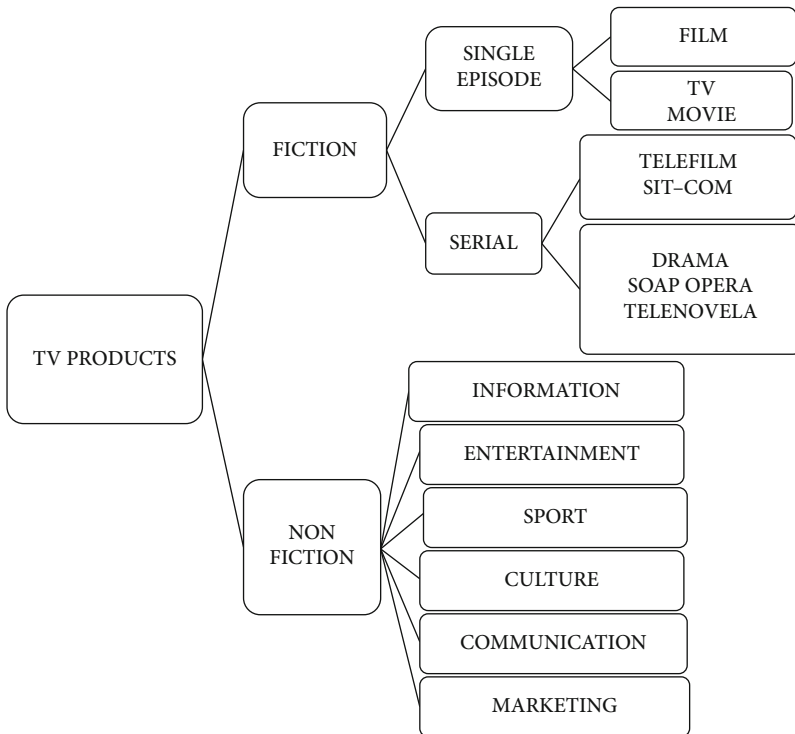 TV PRODUCTS
FICTION
SINGLE
EPISODE
FILM
TV
MOVIE
SERIAL
TELEFILM
SIT–COM
DRAMA
SOAP OPERA
TELENOVELA
NON
FICTION
INFORMATION
ENTERTAINMENT
SPORT
CULTURE
COMMUNICATION
MARKETING